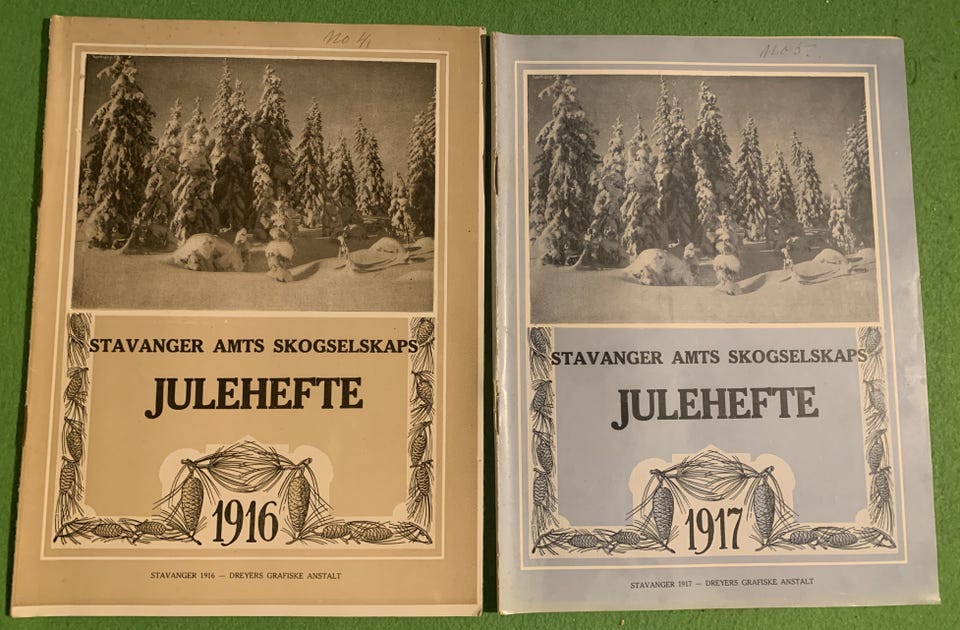 No 4,
STAVANGER AMTS SKOGSELSKAPS
JULEHEFTE
1916
STAVANGER 1916 — DREYERS GRAFISKE ANSTALT
No 5.
STAVANGER AMTS SKOGSELSKAPS
JULEHEFTE
1917
STAVANGER 1917 — DREYERS GRAFISKE ANSTALT